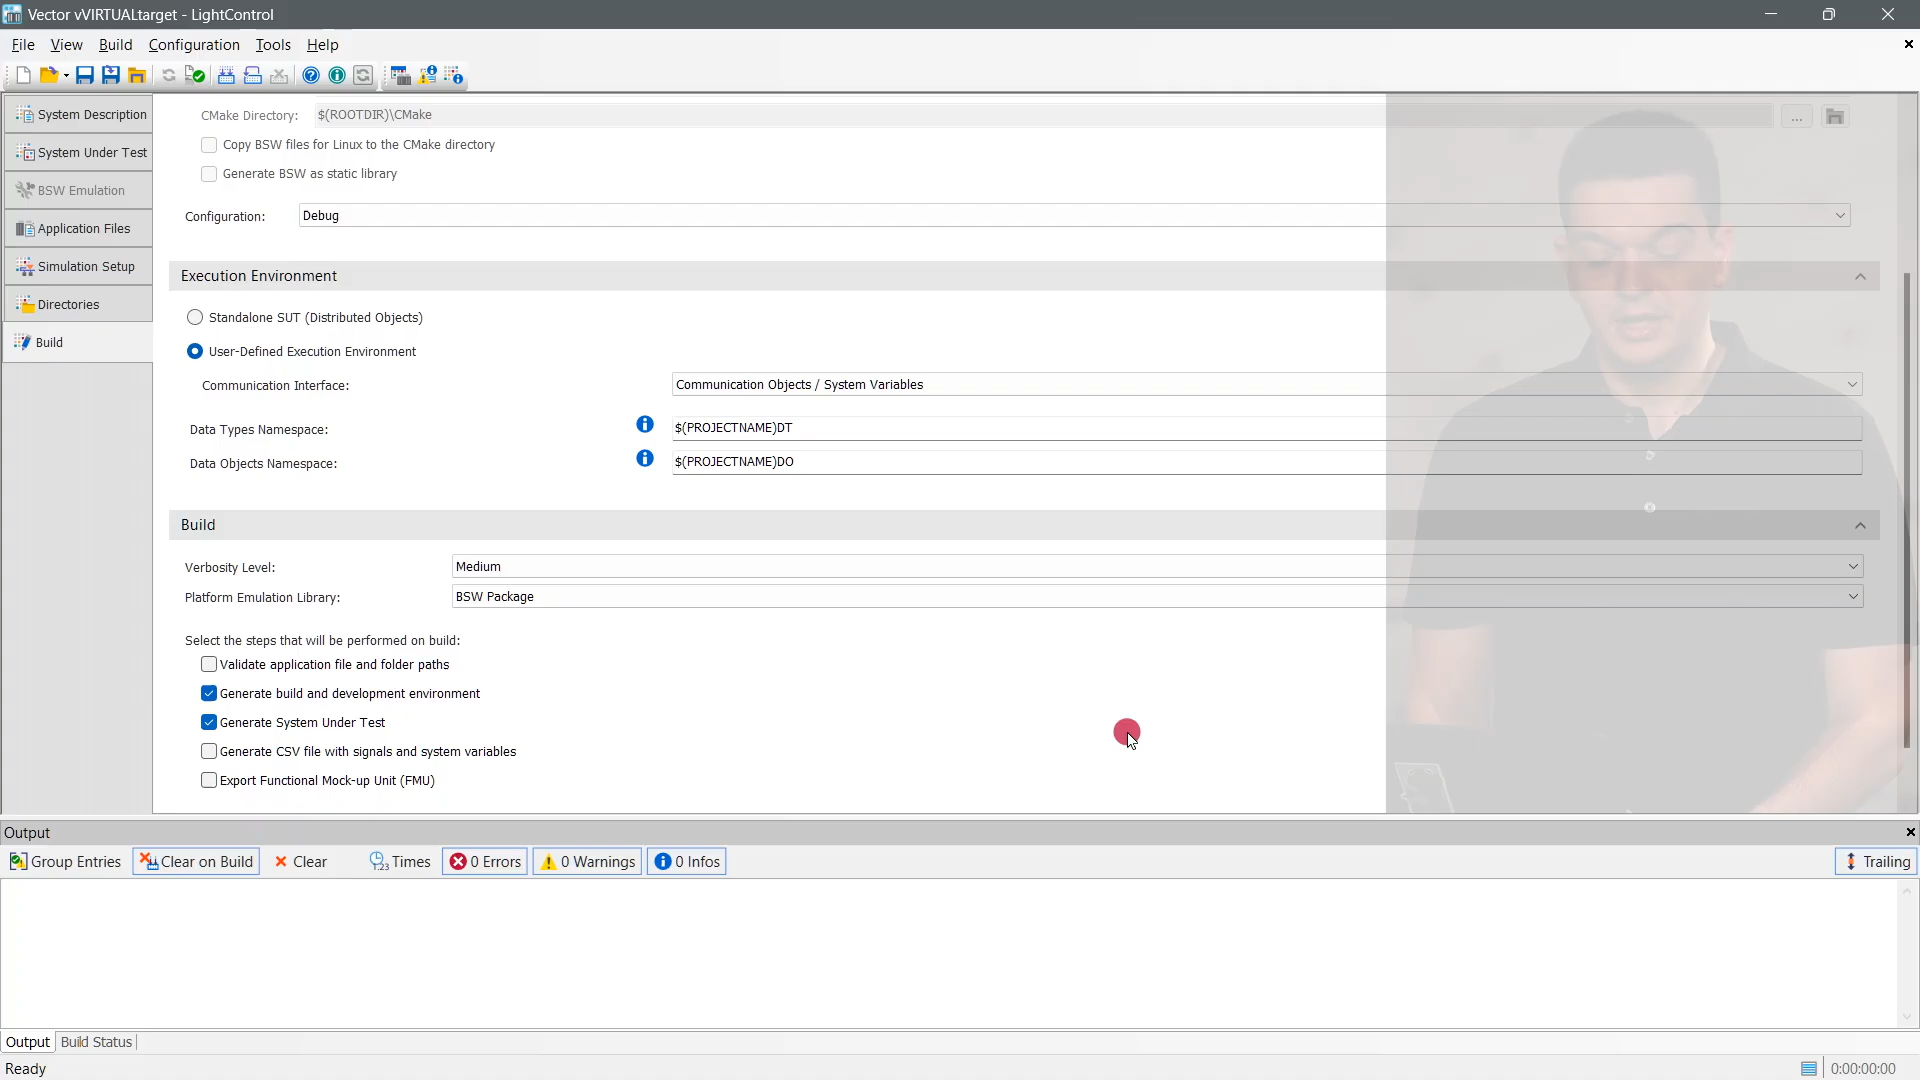 Vector vVIRTUALtarget - LightControl
File View Build Configuration Tools Help
System Description
System Under Test
BSW Emulation
Application Files
Simulation Setup
Directories
Build
CMake Directory: $(ROOTDIR)\CMake ...
Copy BSW files for Linux to the CMake directory
Generate BSW as static library
Configuration: Debug
Execution Environment
Standalone SUT (Distributed Objects)
User-Defined Execution Environment
Communication Interface: Communication Objects / System Variables
Data Types Namespace: $(PROJECTNAME)DT
Data Objects Namespace: $(PROJECTNAME)DO
Build
Verbosity Level: Medium
Platform Emulation Library: BSW Package
Select the steps that will be performed on build:
Validate application file and folder paths
Generate build and development environment
Generate System Under Test
Generate CSV file with signals and system variables
Export Functional Mock-up Unit (FMU)
Output
Group Entries Clear on Build Clear Times 0 Errors 0 Warnings 0 Infos Trailing
Output Build Status
Ready 0:00:00:00